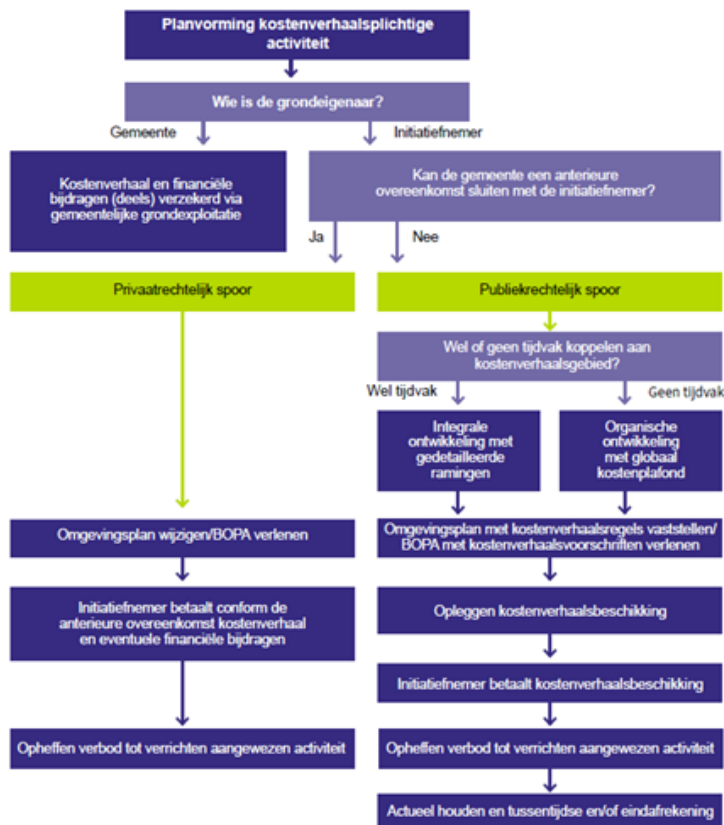 Planvorming kostenverhaalsplichtige
activiteit
Wie is de grondeigenaar?
Gemeente
Initiatiefnemer
Kostenverhaal en financiële
bijdragen (deels) verzekerd via
gemeentelijke grondexploitatie
Kan de gemeente een anterieure
overeenkomst sluiten met de initiatiefnemer?
Ja
Nee
Privaatrechtelijk spoor
Publiekrechtelijk spoor
Wel of geen tijdvak koppelen aan
kostenverhaalsgebied?
Wel tijdvak
Geen tijdvak
Integrale
ontwikkeling met
gedetailleerde
ramingen
Organische
ontwikkeling
met globaal
kostenplafond
Omgevingsplan wijzigen/BOPA verlenen
Omgevingsplan met kostenverhaalsregels vaststellen/
BOPA met kostenverhaalsvoorschriften verlenen
Initiatiefnemer betaalt conform de
anterieure overeenkomst kostenverhaal
en eventuele financiële bijdragen
Opleggen kostenverhaalsbeschikking
Initiatiefnemer betaalt kostenverhaalsbeschikking
Opheffen verbod tot verrichten aangewezen activiteit
Opheffen verbod tot verrichten aangewezen activiteit
Actueel houden en tussentijdse en/of eindafrekening